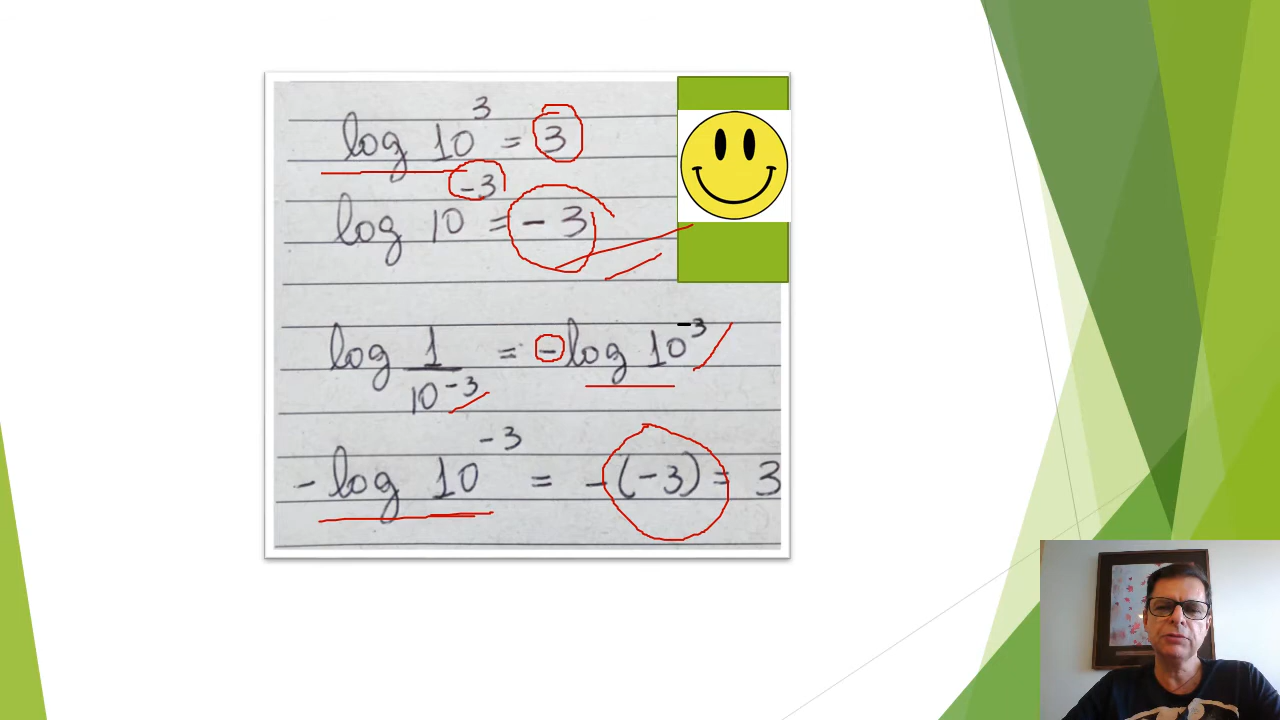 log 10³ = 3
log 10⁻³ = - 3
log 1/10⁻³ = - log 10⁻³
- log 10⁻³ = - (-3) = 3